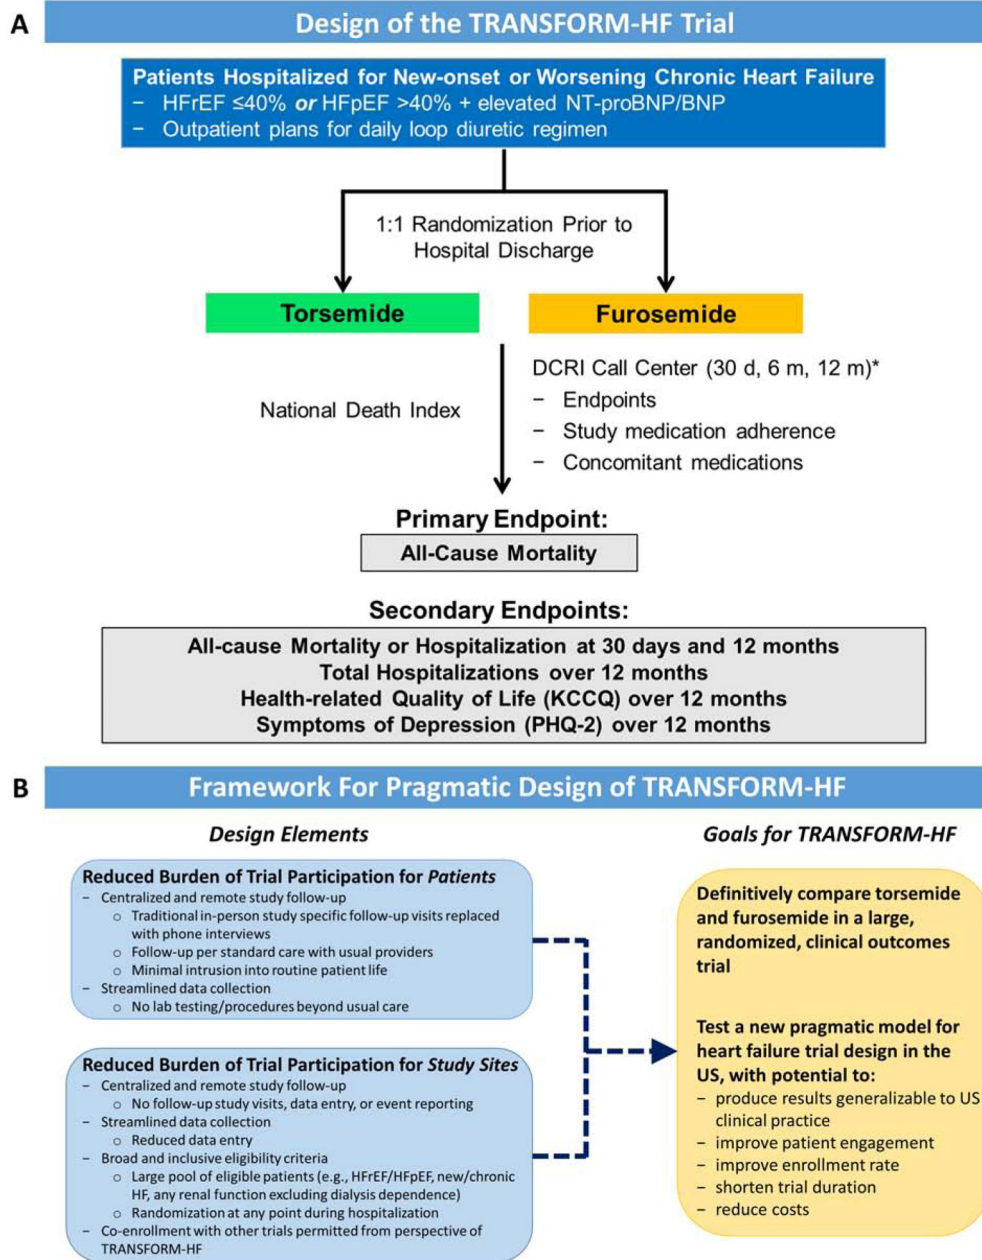 A
Design of the TRANSFORM-HF Trial
Patients Hospitalized for New-onset or Worsening Chronic Heart Failure
− HFrEF ≤40% or HFpEF >40% + elevated NT-proBNP/BNP
− Outpatient plans for daily loop diuretic regimen
1:1 Randomization Prior to
Hospital Discharge
Torsemide
Furosemide
National Death Index
DCRI Call Center (30 d, 6 m, 12 m)*
− Endpoints
− Study medication adherence
− Concomitant medications
Primary Endpoint:
All-Cause Mortality
Secondary Endpoints:
All-cause Mortality or Hospitalization at 30 days and 12 months
Total Hospitalizations over 12 months
Health-related Quality of Life (KCCQ) over 12 months
Symptoms of Depression (PHQ-2) over 12 months
B
Framework For Pragmatic Design of TRANSFORM-HF
Design Elements
Reduced Burden of Trial Participation for Patients
− Centralized and remote study follow-up
o Traditional in-person study specific follow-up visits replaced
with phone interviews
o Follow-up per standard care with usual providers
o Minimal intrusion into routine patient life
− Streamlined data collection
o No lab testing/procedures beyond usual care
Reduced Burden of Trial Participation for Study Sites
− Centralized and remote study follow-up
o No follow-up study visits, data entry, or event reporting
− Streamlined data collection
o Reduced data entry
− Broad and inclusive eligibility criteria
o Large pool of eligible patients (e.g., HFrEF/HFpEF, new/chronic
HF, any renal function excluding dialysis dependence)
o Randomization at any point during hospitalization
− Co-enrollment with other trials permitted from perspective of
TRANSFORM-HF
Goals for TRANSFORM-HF
Definitively compare torsemide
and furosemide in a large,
randomized, clinical outcomes
trial
Test a new pragmatic model for
heart failure trial design in the
US, with potential to:
− produce results generalizable to US
clinical practice
− improve patient engagement
− improve enrollment rate
− shorten trial duration
− reduce costs